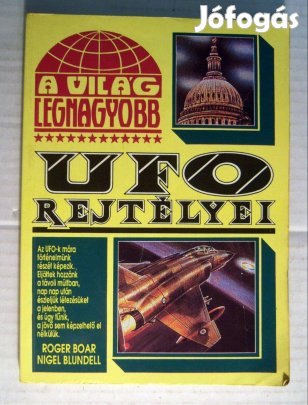 Jófogás
A VILÁG
LEGNAGYOBB
UFO
REJTÉLYEI
Az UFO-k mára
történelmünk
részét képezik.
Eljöttek hozzánk
a távoli múltban,
nap nap után
észleljük létezésüket
a jelenben,
és úgy tűnik,
a jövő sem képzelhető el
nélkülük.
ROGER BOAR
NIGEL BLUNDELL